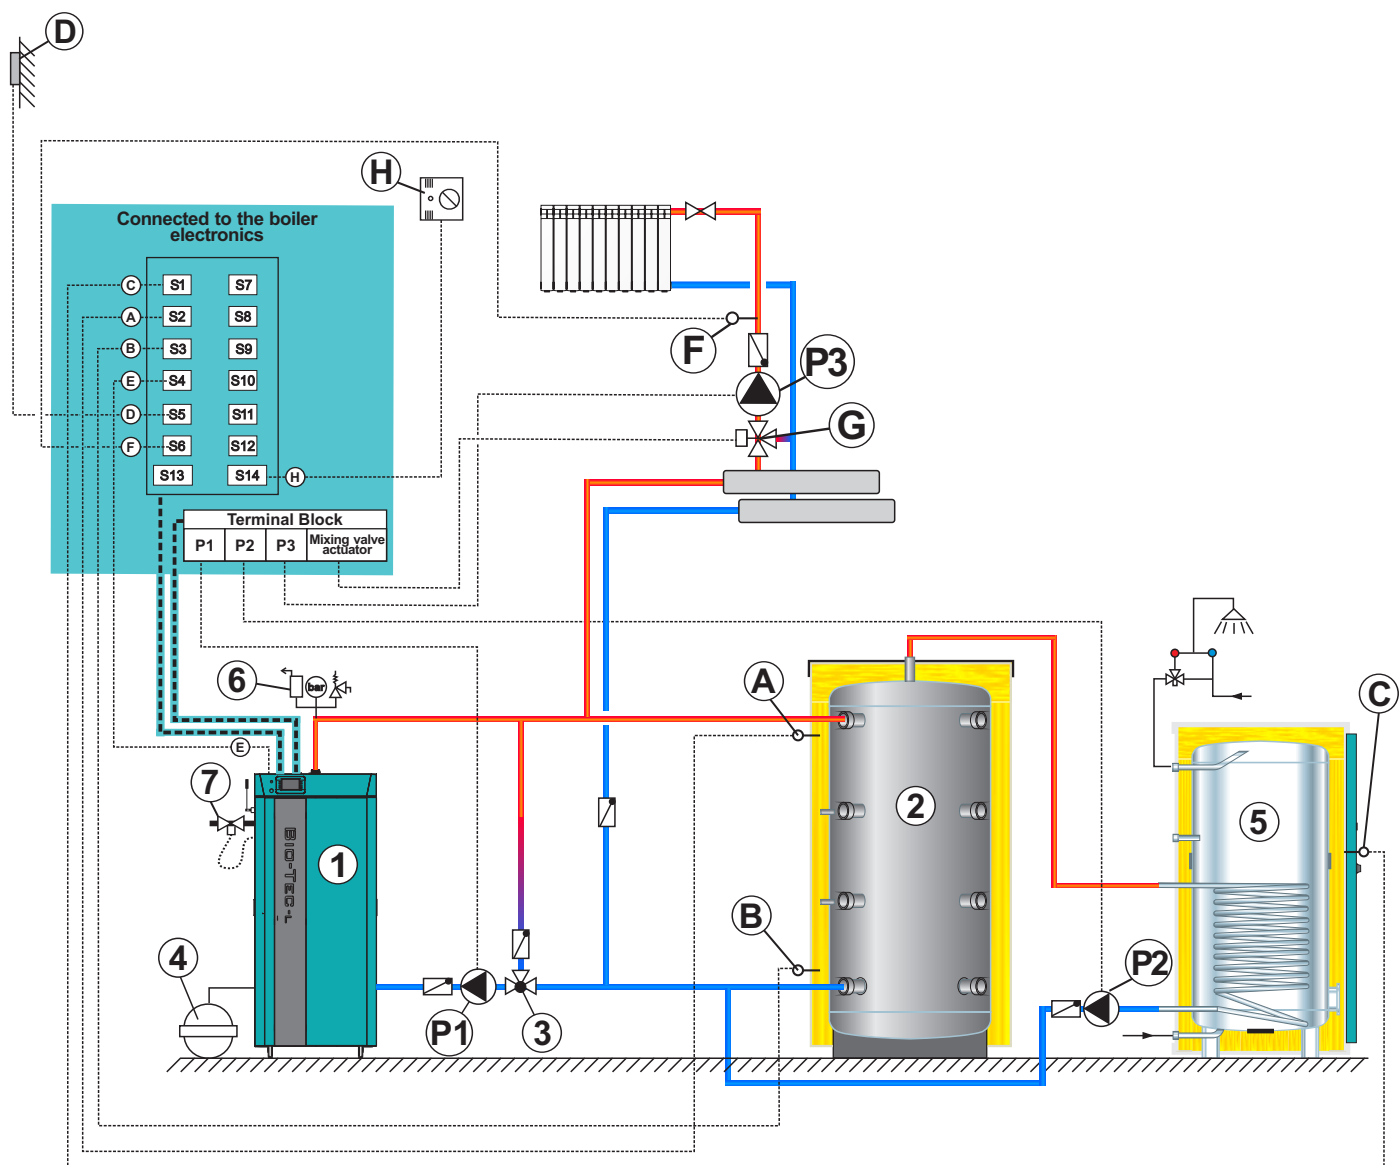 D
H
Connected to the boiler
electronics
C S1 S7
A S2 S8
B S3 S9
E S4 S10
D S5 S11
F S6 S12
S13 S14 H
Terminal Block
P1 P2 P3 Mixing valve
actuator
F
P3
G
6
bar
A
C
E
7
2
5
1
BIO-TEC-L
B
4
P1
3
P2